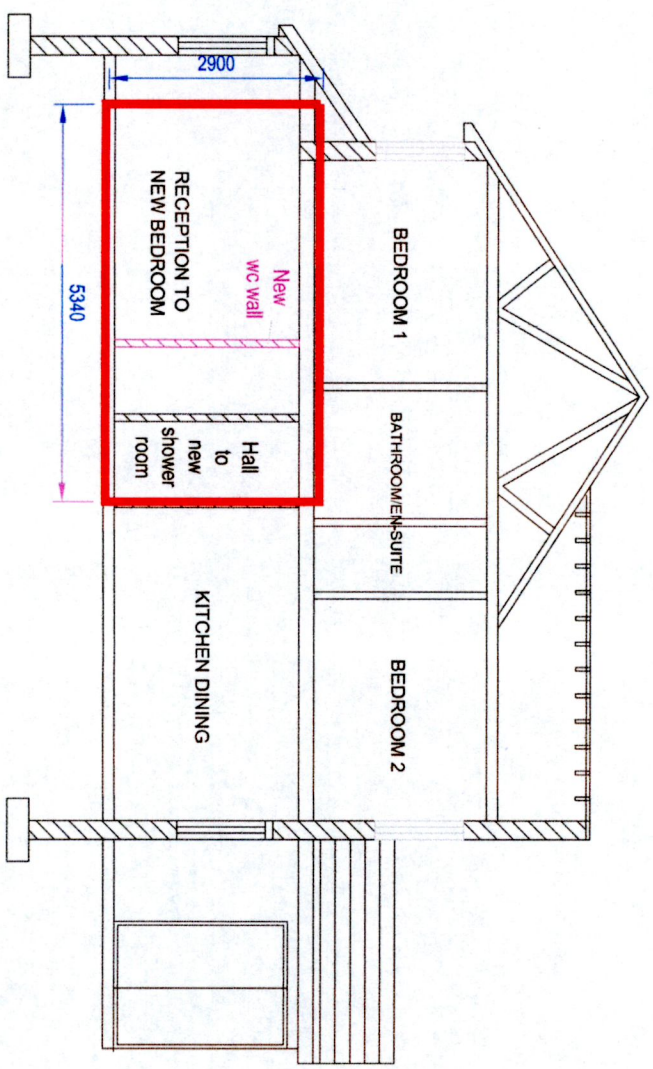 BEDROOM 1
BATHROOM/EN-SUITE
BEDROOM 2
2900
RECEPTION TO
NEW BEDROOM
New
wc wall
Hall
to
new
shower
room
KITCHEN DINING
5340